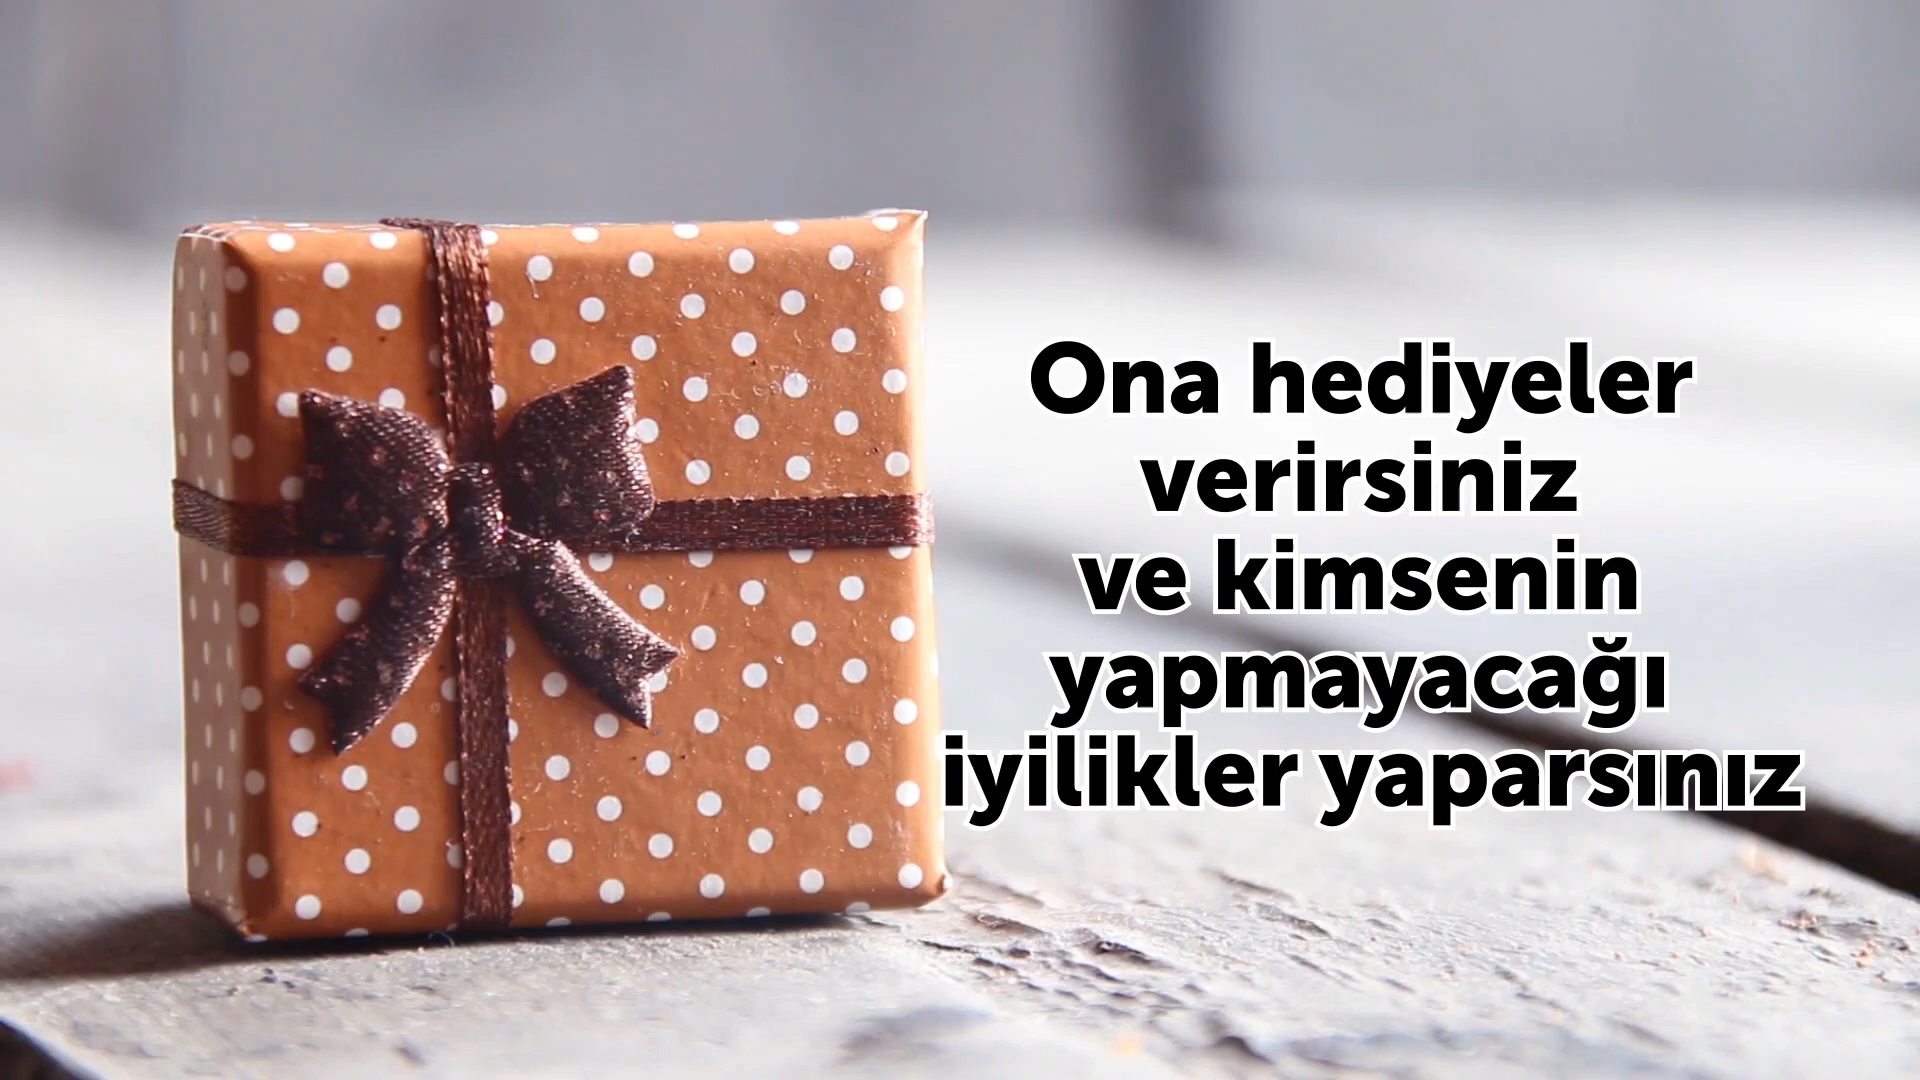 Ona hediyeler
verirsiniz
ve kimsenin
yapmayacağı
iyilikler yaparsınız